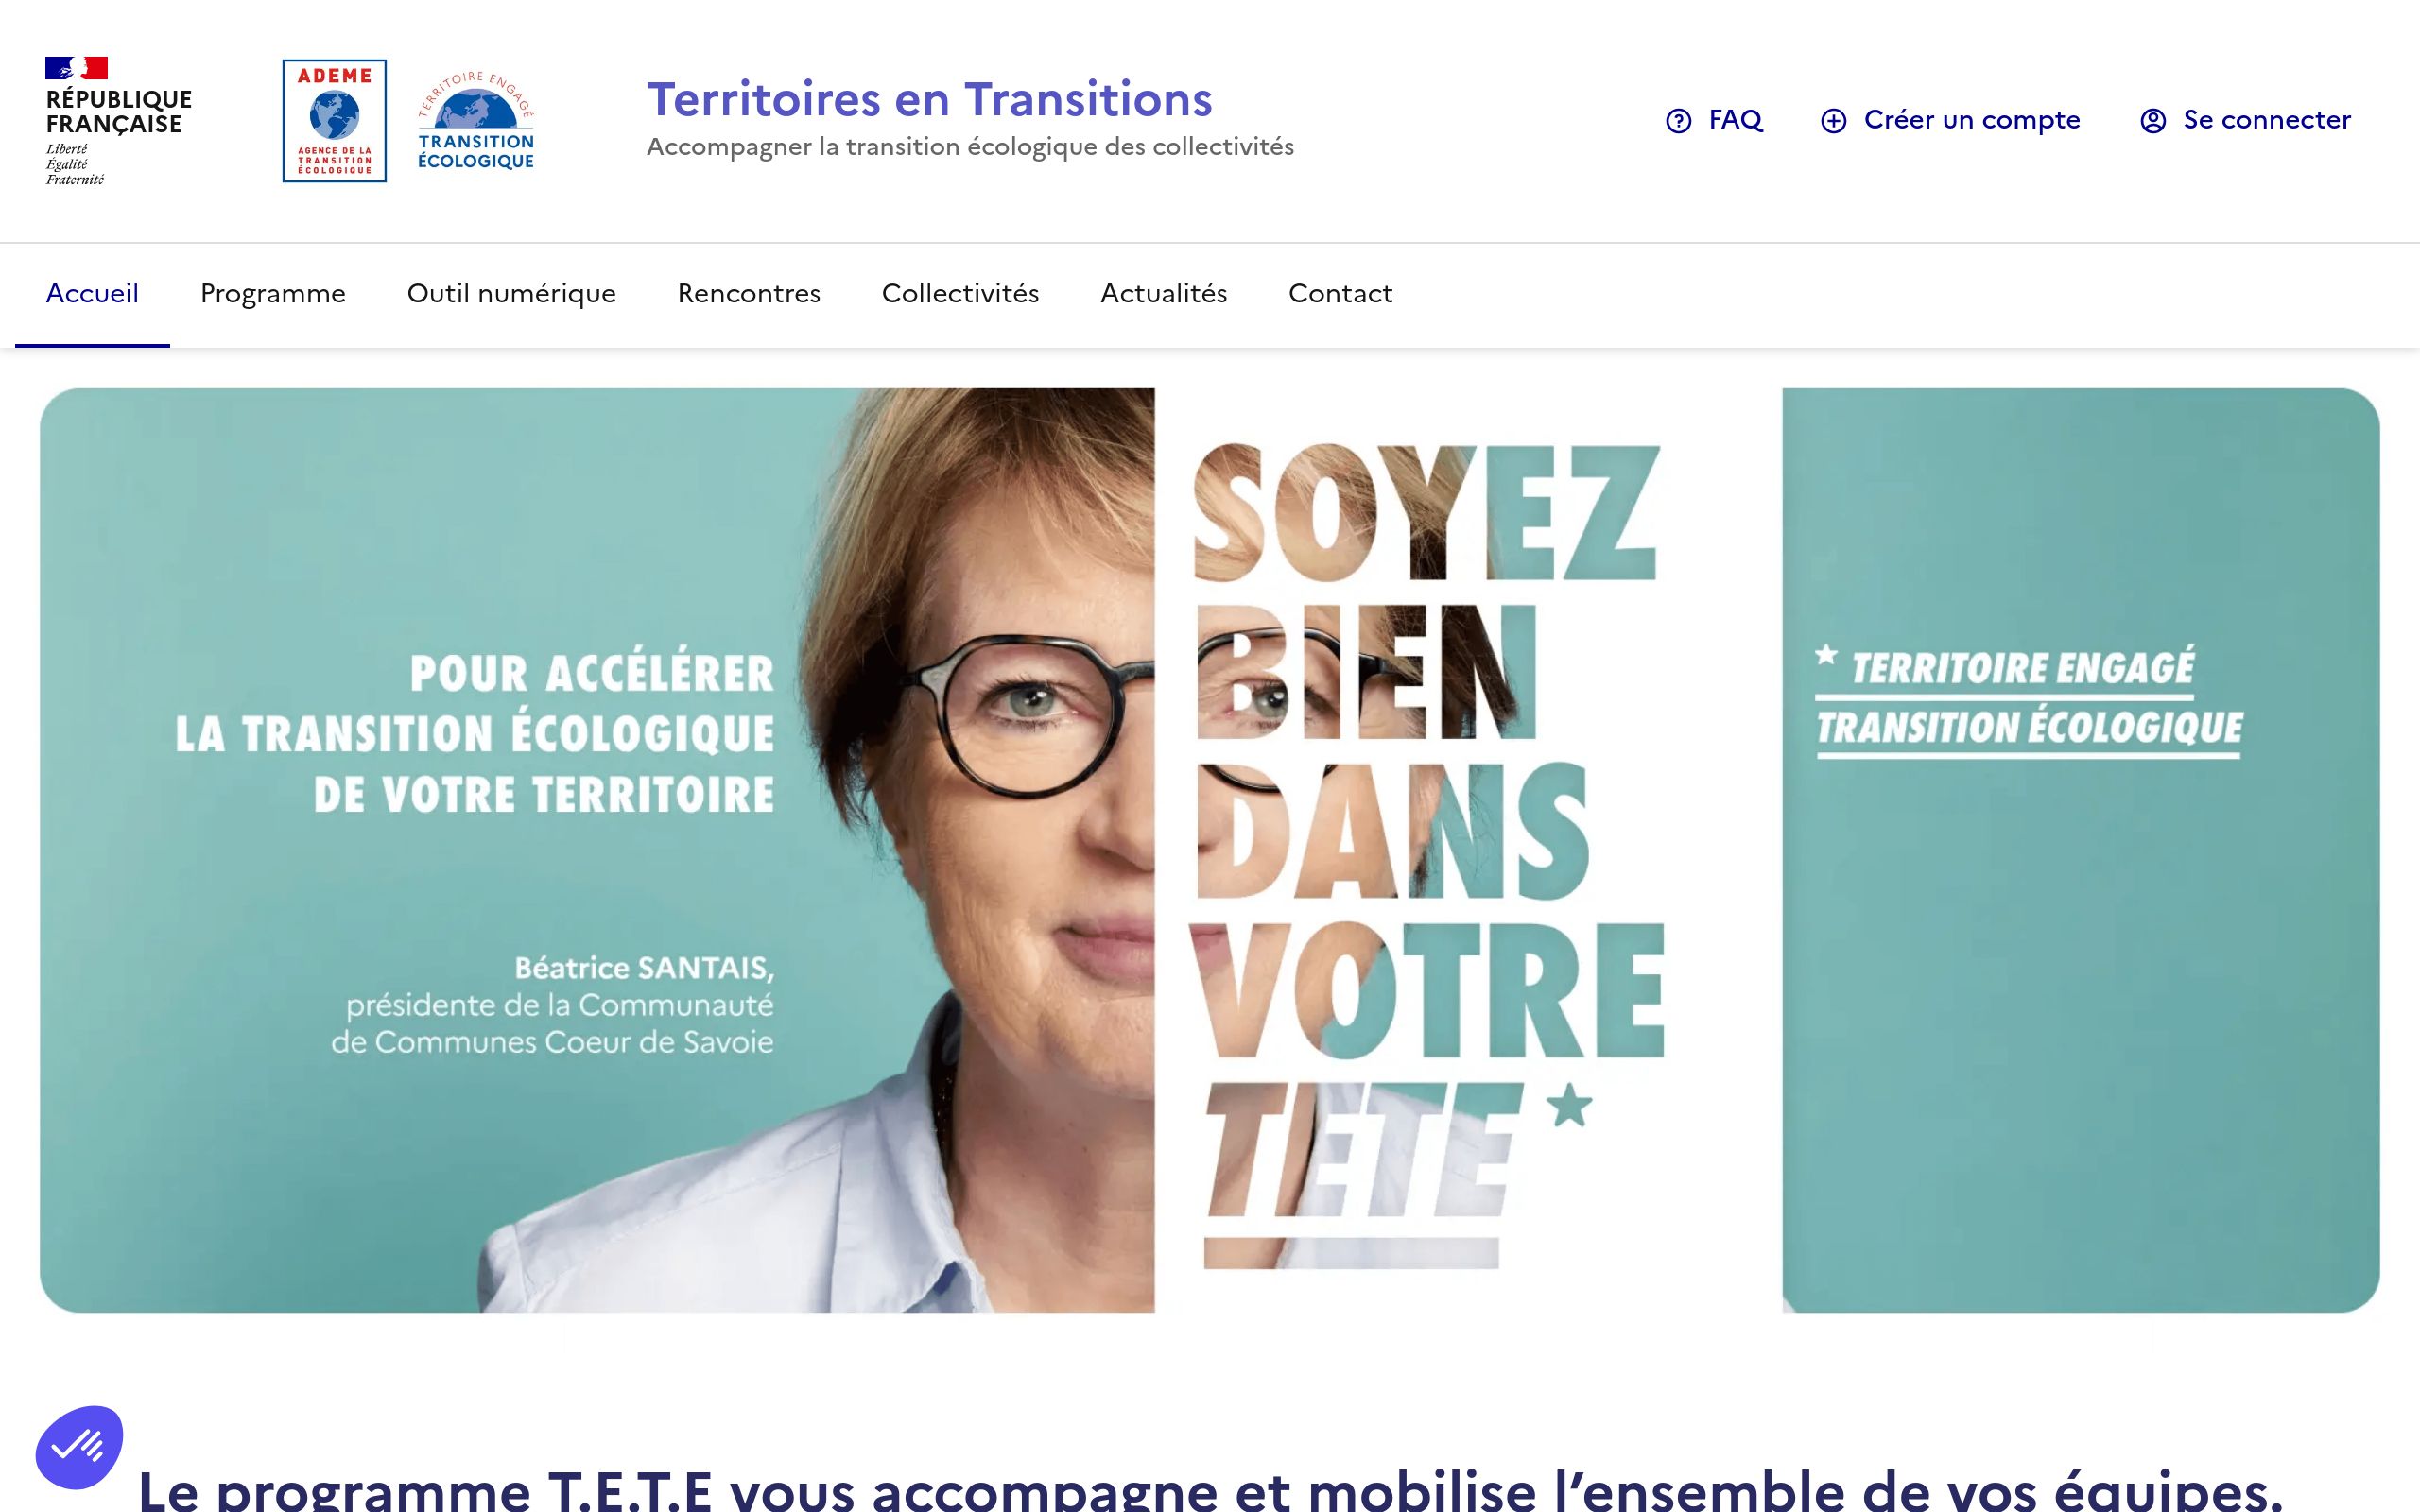 RÉPUBLIQUE
FRANÇAISE
Liberté
Égalité
Fraternité
ADEME
AGENCE DE LA
TRANSITION
ÉCOLOGIQUE
TERRITOIRE ENGAGÉ
TRANSITION
ÉCOLOGIQUE
Territoires en Transitions
Accompagner la transition écologique des collectivités
FAQ
Créer un compte
Se connecter
Accueil
Programme
Outil numérique
Rencontres
Collectivités
Actualités
Contact
POUR ACCÉLÉRER
LA TRANSITION ÉCOLOGIQUE
DE VOTRE TERRITOIRE
Béatrice SANTAIS,
présidente de la Communauté
de Communes Coeur de Savoie
SOYEZ
BIEN
DANS
VOTRE
TETE *
* TERRITOIRE ENGAGÉ
TRANSITION ÉCOLOGIQUE
Le programme T.E.T.E vous accompagne et mobilise l’ensemble de vos équipes.